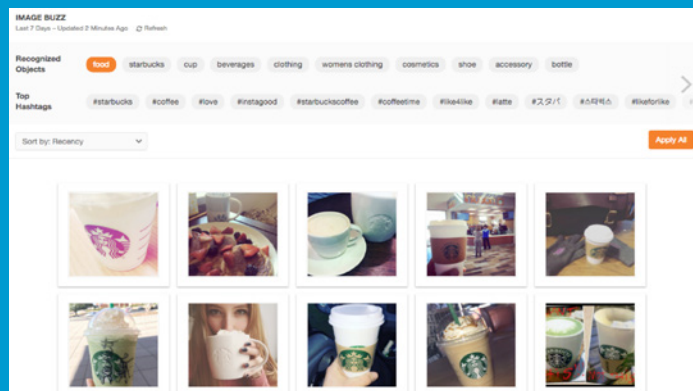 IMAGE BUZZ
Last 7 Days – Updated 2 Minutes Ago Refresh
Recognized Objects food starbucks cup beverages clothing womens clothing cosmetics shoe accessory bottle
Top Hashtags #starbucks #coffee #love #instagood #starbuckscoffee #coffeetime #like4like #latte #スタバ #스타벅스 #likeforlike
Sort by: Recency Apply All